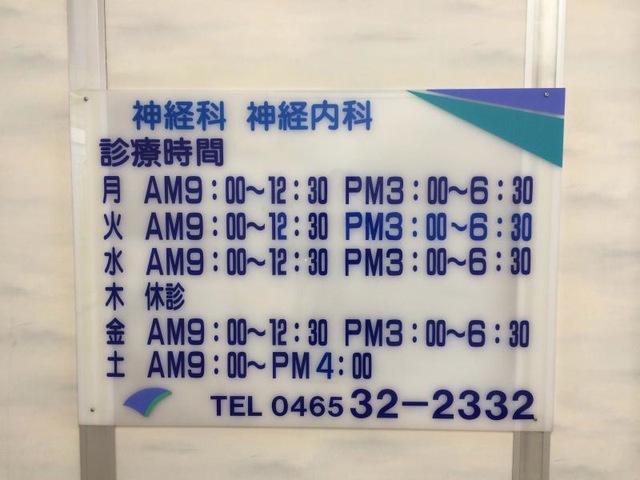 神経科 神経内科
診療時間
月 AM9:00～12:30 PM3:00～6:30
火 AM9:00～12:30 PM3:00～6:30
水 AM9:00～12:30 PM3:00～6:30
木 休診
金 AM9:00～12:30 PM3:00～6:30
土 AM9:00～PM4:00
TEL 0465 32-2332